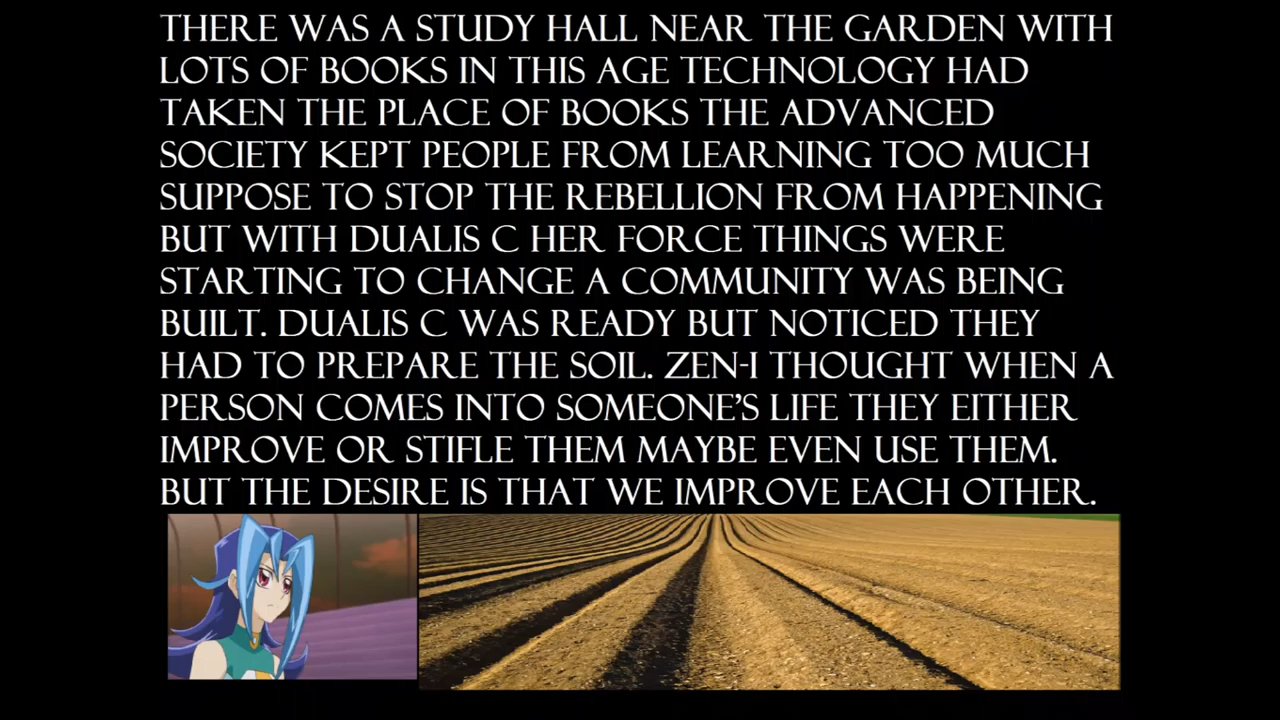 THERE WAS A STUDY HALL NEAR THE GARDEN WITH
LOTS OF BOOKS IN THIS AGE TECHNOLOGY HAD
TAKEN THE PLACE OF BOOKS THE ADVANCED
SOCIETY KEPT PEOPLE FROM LEARNING TOO MUCH
SUPPOSE TO STOP THE REBELLION FROM HAPPENING
BUT WITH DUALIS C HER FORCE THINGS WERE
STARTING TO CHANGE A COMMUNITY WAS BEING
BUILT. DUALIS C WAS READY BUT NOTICED THEY
HAD TO PREPARE THE SOIL. ZEN-I THOUGHT WHEN A
PERSON COMES INTO SOMEONE’S LIFE THEY EITHER
IMPROVE OR STIFLE THEM MAYBE EVEN USE THEM.
BUT THE DESIRE IS THAT WE IMPROVE EACH OTHER.